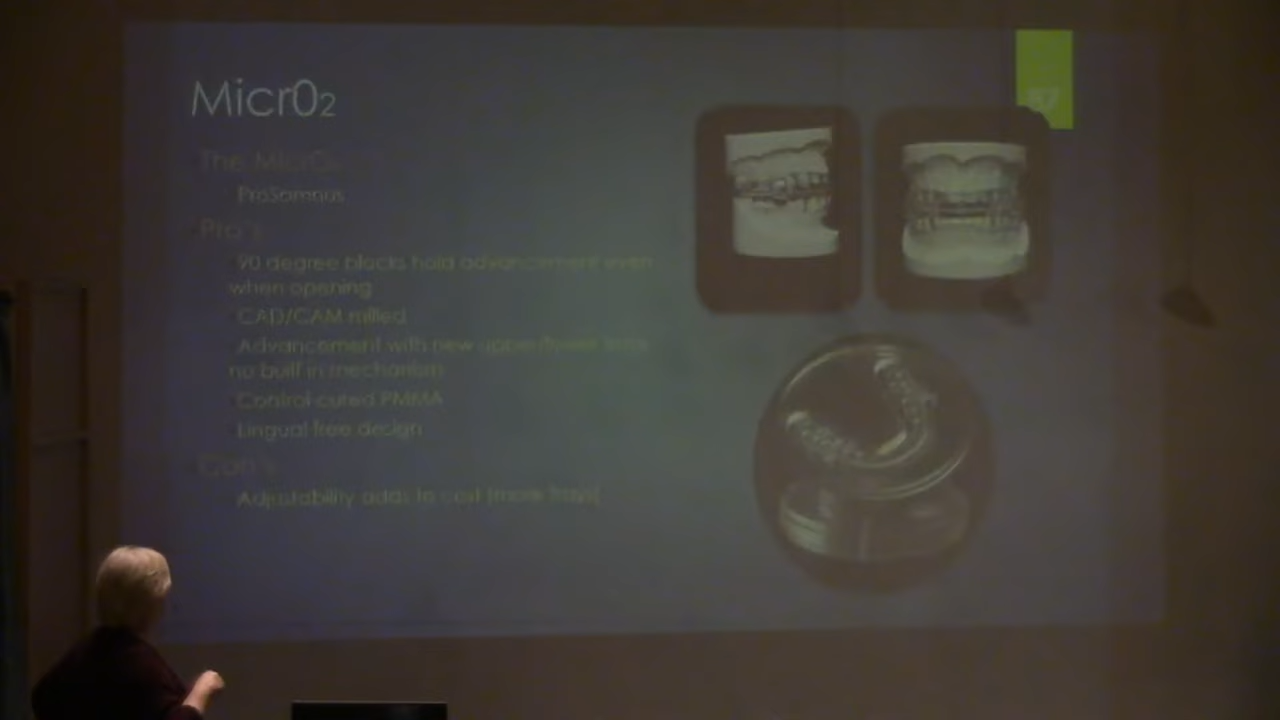 Micr02
The MicrO2
ProSomnus
Pro's
90 degree blocks hold advancement even
when opening
CAD/CAM milled
Advancement with new upper/lower trays
no built in mechanism
Control cured PMMA
Lingual free design
Con's
Adjustability adds to cost (more trays)